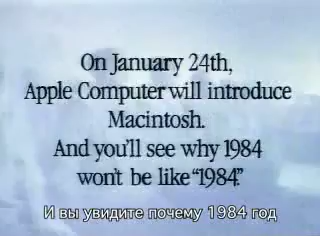 On January 24th,
Apple Computer will introduce
Macintosh.
And you'll see why 1984
won't be like "1984."
И вы увидите почему 1984 год